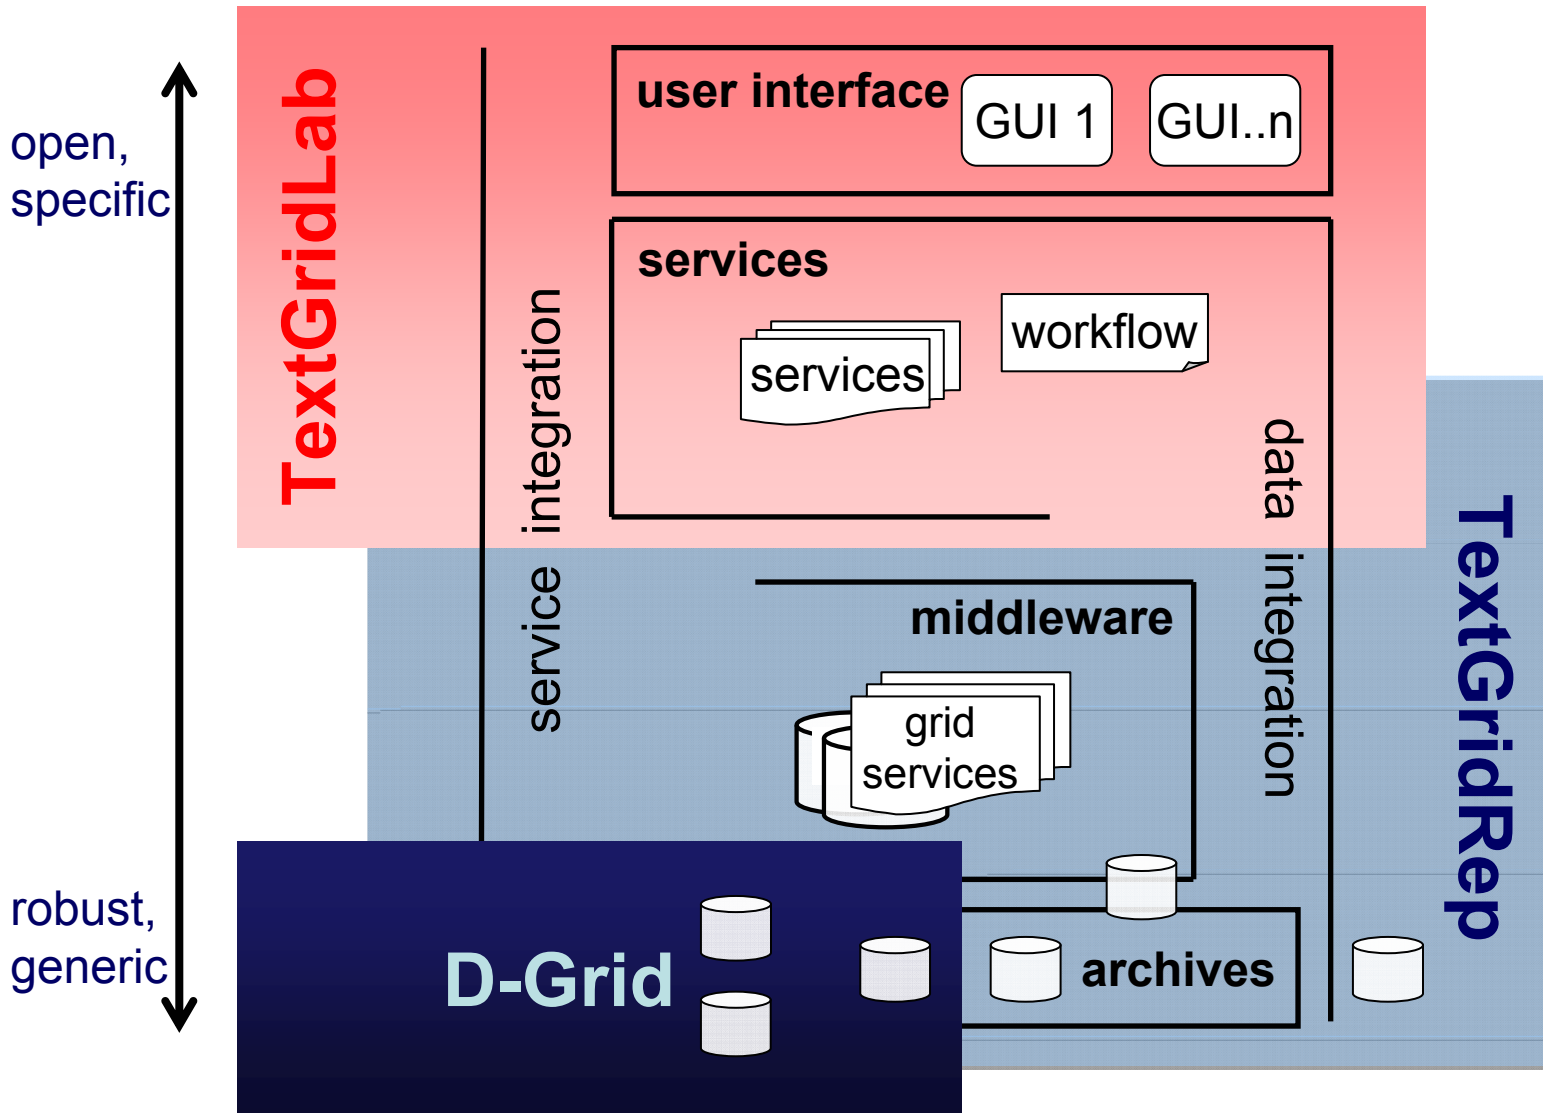 open,
specific
TextGridLab
user interface
GUI 1
GUI..n
services
services
workflow
service integration
data integration
middleware
grid
services
TextGridRep
robust,
generic
D-Grid
archives